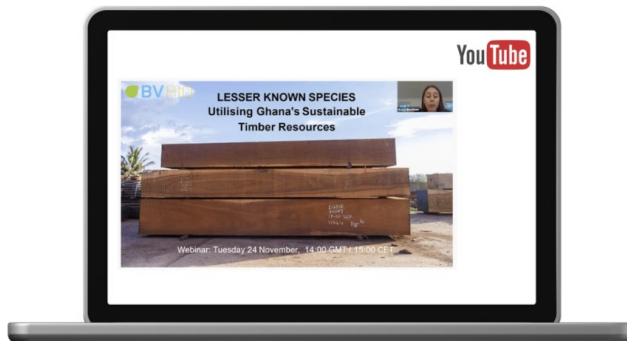 YouTube
BV
LESSER KNOWN SPECIES
Utilising Ghana's Sustainable
Timber Resources
Webinar: Tuesday 24 November, 14:00 GMT / 15:00 CET